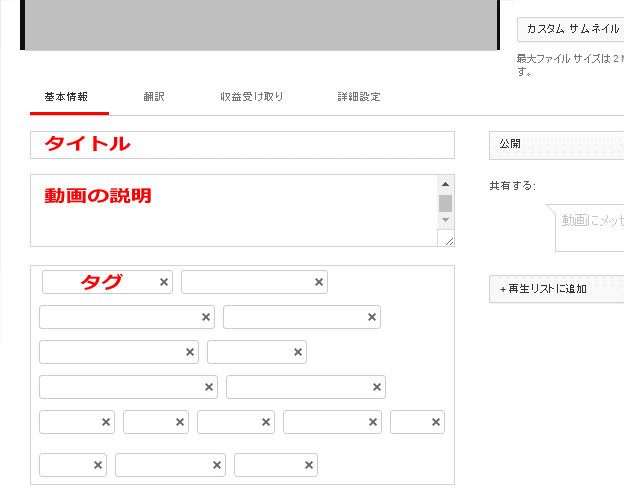 カスタム サムネイル
最大ファイル サイズは 2 M
す。
基本情報 翻訳 収益受け取り 詳細設定
タイトル
公開
動画の説明
共有する:
動画にメッセ
タグ
+ 再生リストに追加